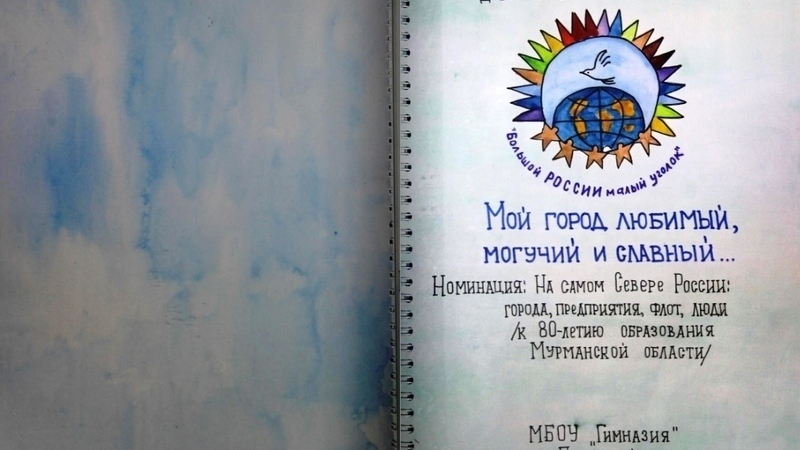 "Большой России малый уголок"
Мой город любимый,
могучий и славный...
Номинация: На самом Севере России:
города, предприятия, флот, люди
/к 80-летию образования
Мурманской области/
МБОУ "Гимназия"